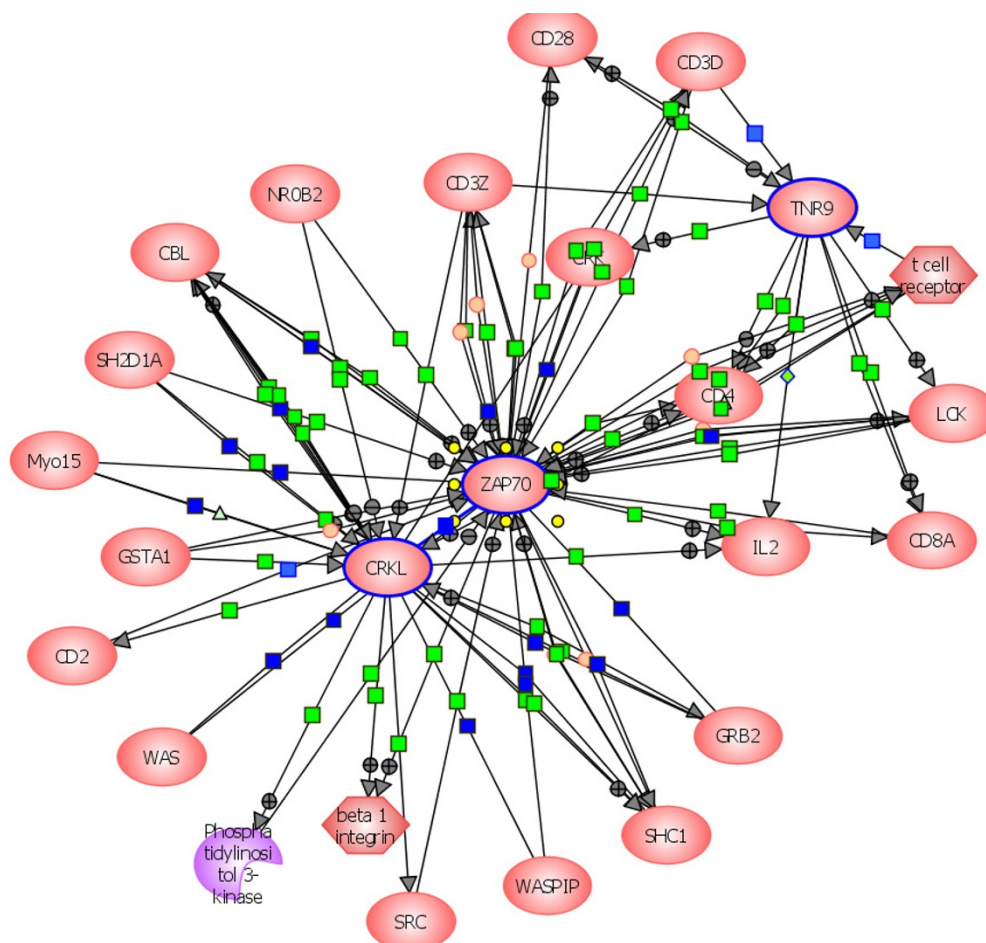 CD28
CD3D
NR0B2
CD3Z
TNR9
CBL
t cell
receptor
SH2D1A
CD4
LCK
Myo15
ZAP70
GSTA1
CRKL
IL2
CD8A
CD2
WAS
GRB2
Phospha
tidylinosi
tol 3-
kinase
beta 1
integrin
SHC1
WASPIP
SRC